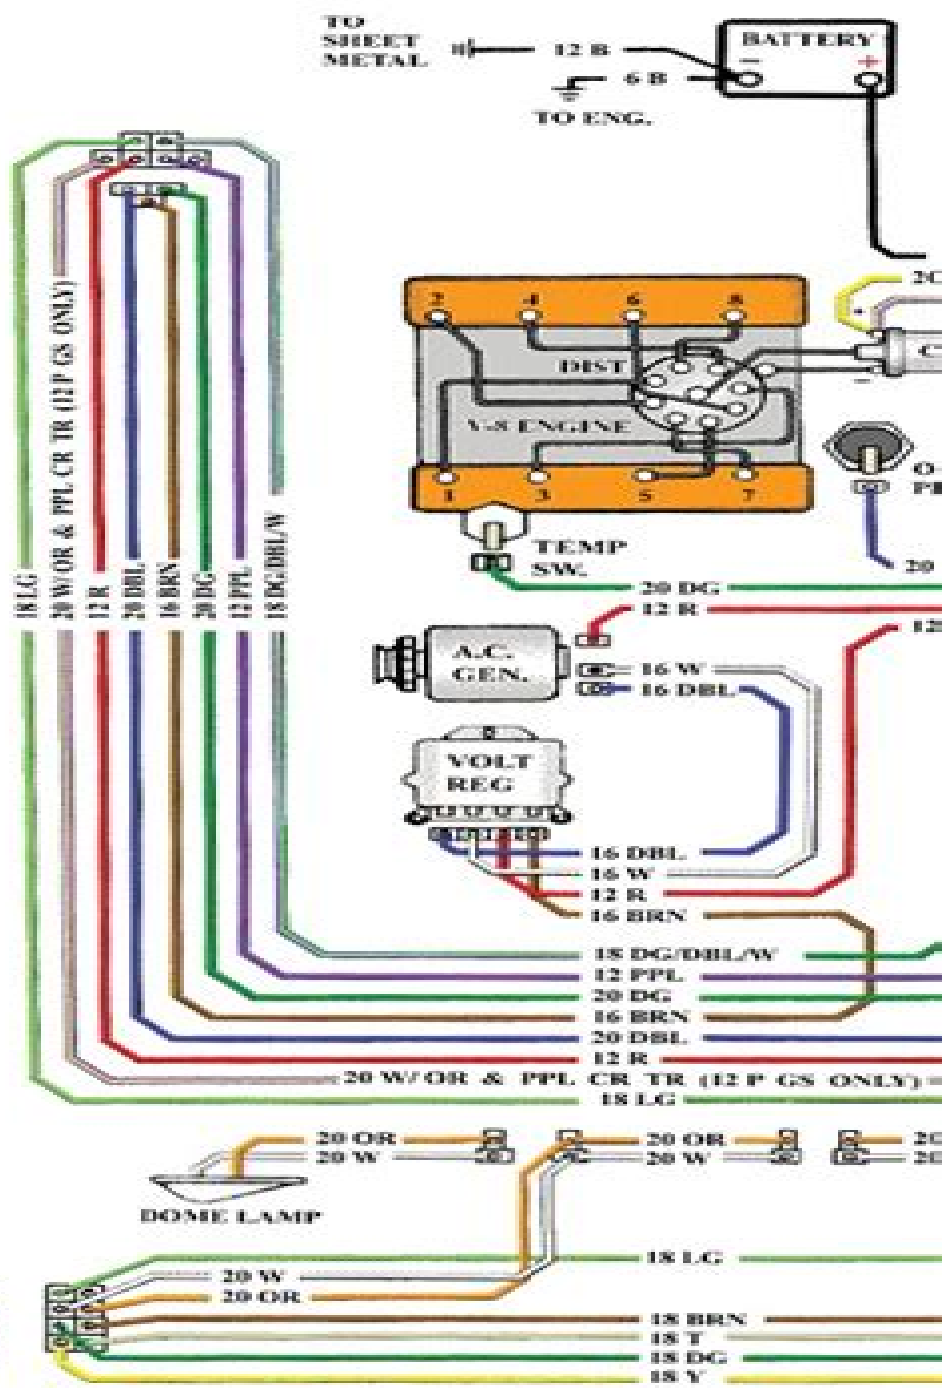 TO
SHEET
METAL
12 B
6 B
TO ENG.
BATTERY
−
+
2 4 6 8
DIST
V-8 ENGINE
1 3 5 7
TEMP
SW.
20
20 DG
12 R
A.C.
GEN.
16 W
16 DBL
VOLT
REG
16 DBL
16 W
12 R
16 BRN
18 LG
20 W/OR & PPL CR TR (12P GS ONLY)
12 R
20 DBL
16 BRN
20 DG
12 PPL
18 DG/DBL/W
18 DG/DBL/W
12 PPL
20 DG
16 BRN
20 DBL
12 R
20 W/ OR & PPL CR TR (12 P GS ONLY)
18 LG
20 OR
20 W
20 OR
20 W
DOME LAMP
18 LG
20 W
20 OR
18 BRN
18 T
18 DG
18 Y